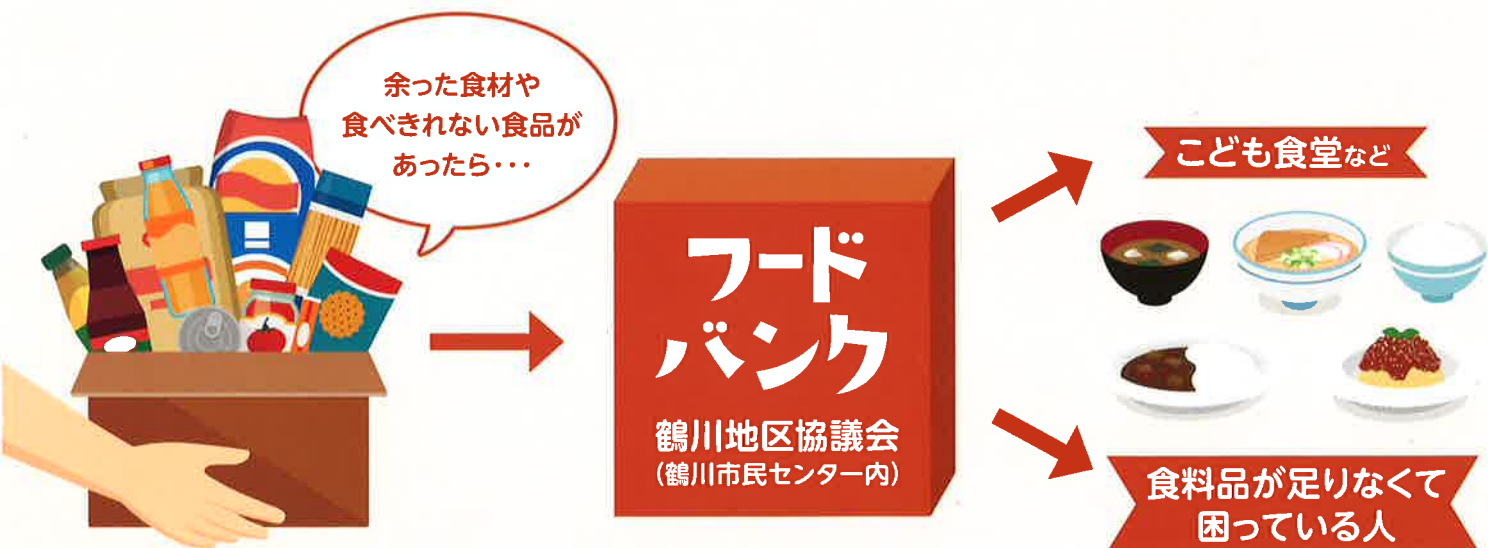 余った食材や
食べきれない食品が
あったら・・・
フード
バンク
鶴川地区協議会
(鶴川市民センター内)
こども食堂など
食料品が足りなくて
困っている人